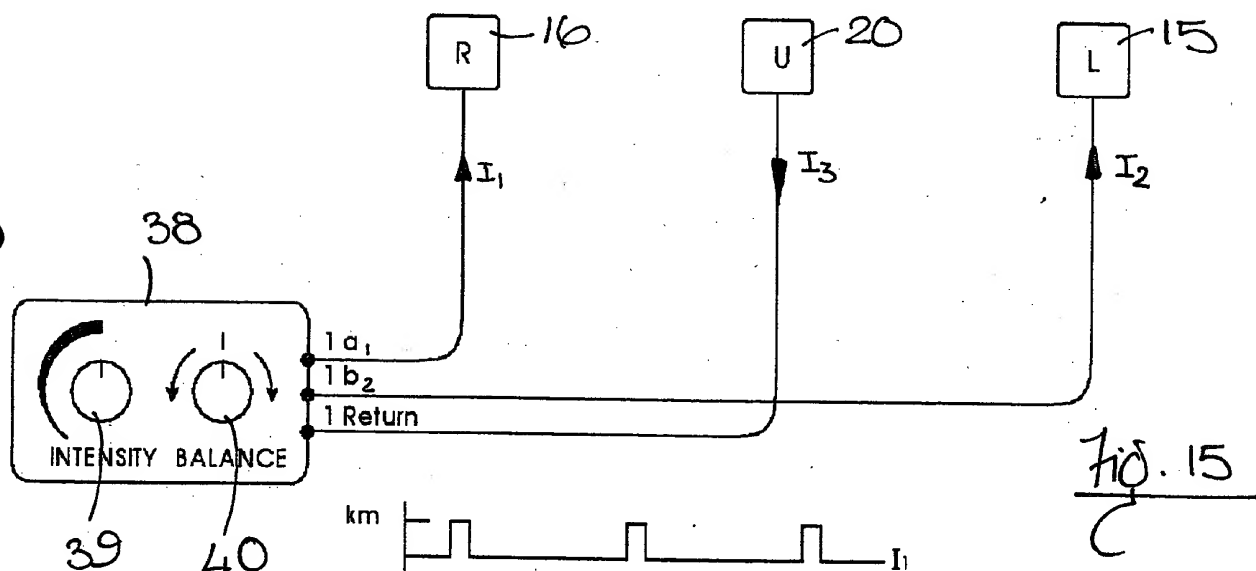 R 16 U 20 L 15
I₁ I₃ I₂
38
1 a₁
1 b₂
1 Return
INTENSITY BALANCE
39 40
Fig. 15
km
I₁